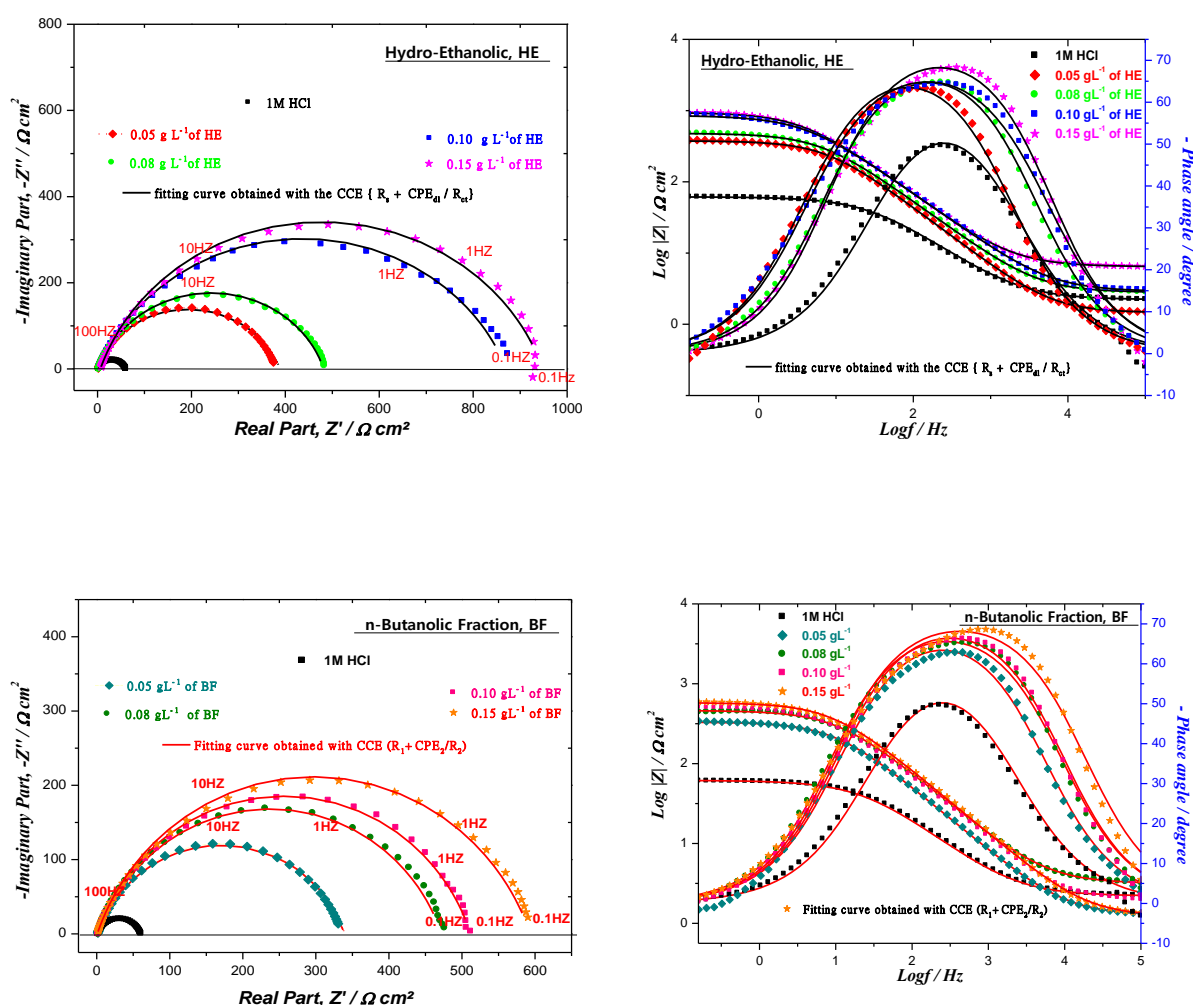 800
600
400
200
0
-Imaginary Part, -Z'' / Ω cm²
Hydro-Ethanolic, HE
1M HCl
0.05 g L⁻¹of HE
0.10 g L⁻¹of HE
0.08 g L⁻¹of HE
0.15 g L⁻¹of HE
fitting curve obtained with the CCE { Rₛ + CPE_dl / R_ct}
10HZ
1HZ
10HZ
1HZ
100HZ
0.1HZ
0.1Hz
0 200 400 600 800 1000
Real Part, Z' / Ω cm²
4
2
0
Log |Z| / Ω cm²
Hydro-Ethanolic, HE
1M HCl
0.05 gL⁻¹ of HE
0.08 gL⁻¹ of HE
0.10 gL⁻¹ of HE
0.15 gL⁻¹ of HE
fitting curve obtained with the CCE { Rₛ + CPE_dl / R_ct}
70
60
50
40
30
20
10
0
-10
- Phase angle / degree
0 2 4
Logf / Hz
400
300
200
100
0
-Imaginary Part, -Z'' / Ω cm²
n-Butanolic Fraction, BF
1M HCl
0.05 gL⁻¹ of BF
0.10 gL⁻¹ of BF
0.08 gL⁻¹ of BF
0.15 gL⁻¹ of BF
Fitting curve obtained with CCE (R₁+CPE₂/R₂)
10HZ
10HZ
1HZ
1HZ
1HZ
100HZ
0.1HZ
0.1HZ
0.1HZ
0 100 200 300 400 500 600
Real Part, Z' / Ω cm²
4
3
2
1
0
Log |Z| / Ω cm²
1M HCl
n-Butanolic Fraction, BF
0.05 gL⁻¹
0.08 gL⁻¹
0.10 gL⁻¹
0.15 gL⁻¹
Fitting curve obtained with CCE (R₁+CPE₂/R₂)
70
60
50
40
30
20
10
0
-10
- Phase angle / degree
0 1 2 3 4 5
Logf / Hz